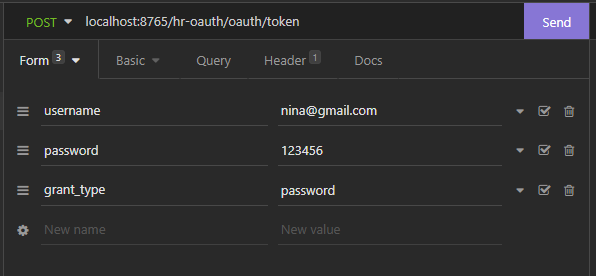 POST localhost:8765/hr-oauth/oauth/token Send
Form 3 Basic Query Header 1 Docs
username nina@gmail.com
password 123456
grant_type password
New name New value